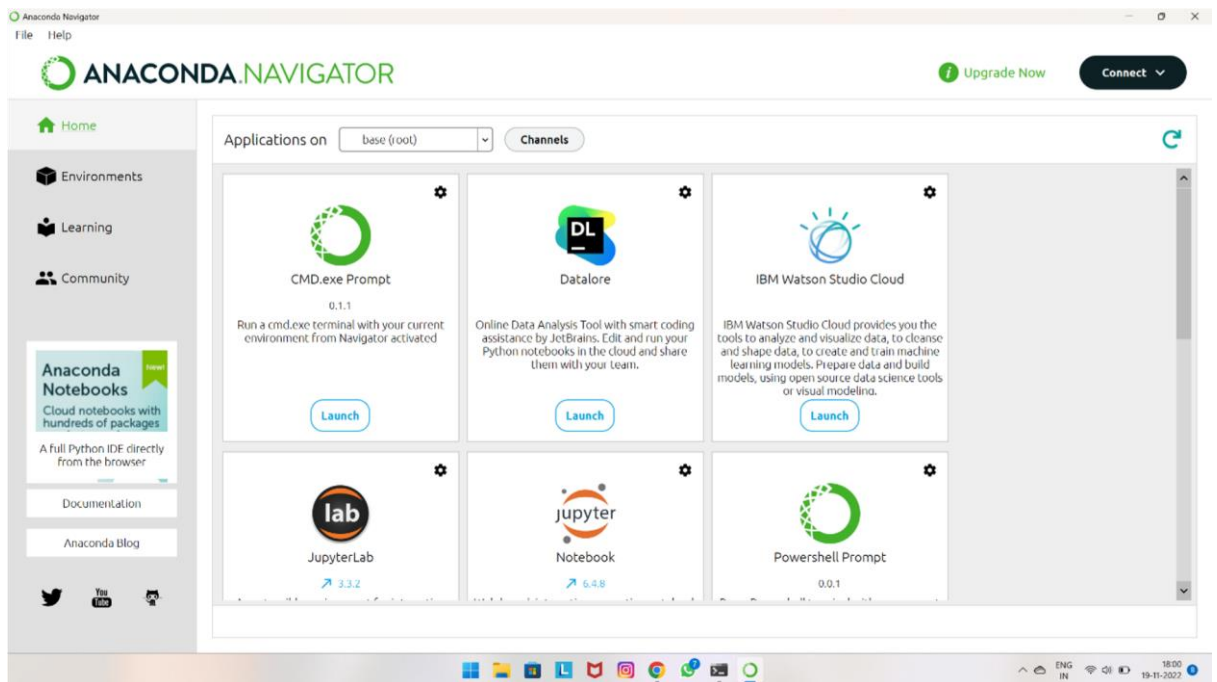 Anaconda Navigator
File Help
ANACONDA.NAVIGATOR
Upgrade Now
Connect
Home
Environments
Learning
Community
Anaconda Notebooks
New!
Cloud notebooks with
hundreds of packages
A full Python IDE directly
from the browser
Documentation
Anaconda Blog
You
Tube
Applications on base (root) Channels
CMD.exe Prompt
0.1.1
Run a cmd.exe terminal with your current
environment from Navigator activated
Launch
DL
Datalore
Online Data Analysis Tool with smart coding
assistance by JetBrains. Edit and run your
Python notebooks in the cloud and share
them with your team.
Launch
IBM Watson Studio Cloud
IBM Watson Studio Cloud provides you the
tools to analyze and visualize data, to cleanse
and shape data, to create and train machine
learning models. Prepare data and build
models, using open source data science tools
or visual modeling.
Launch
lab
JupyterLab
3.3.2
jupyter
Notebook
6.4.8
Powershell Prompt
0.0.1
L
ENG
IN
18:00
19-11-2022